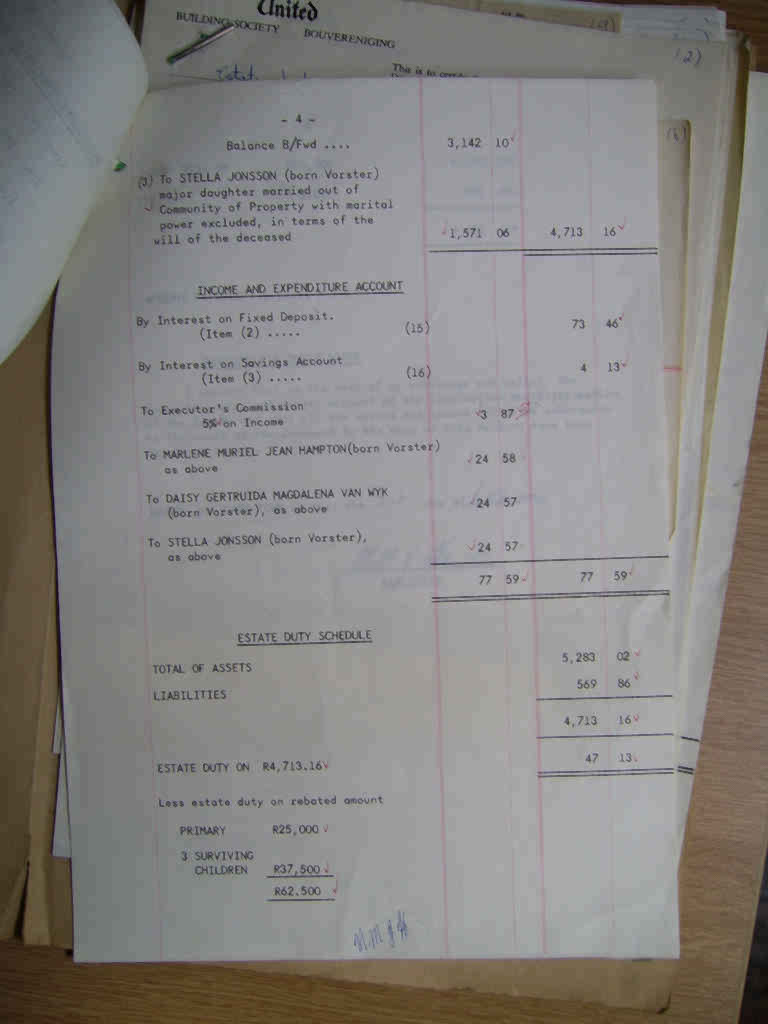 United
BUILDING SOCIETY BOUVERENIGING
This is to
(2)
- 4 -
Balance B/Fwd .... 3,142 10
(3) To STELLA JONSSON (born Vorster)
major daughter married out of
Community of Property with marital
power excluded, in terms of the
will of the deceased 1,571 06 4,713 16
INCOME AND EXPENDITURE ACCOUNT
By Interest on Fixed Deposit.
(Item (2) ..... (15) 73 46
By Interest on Savings Account
(Item (3) ..... (16) 4 13
To Executor's Commission
5% on Income 3 87
To MARLENE MURIEL JEAN HAMPTON(born Vorster)
as above 24 58
To DAISY GERTRUIDA MAGDALENA VAN WYK
(born Vorster), as above 24 57
To STELLA JONSSON (born Vorster),
as above 24 57
77 59 77 59
ESTATE DUTY SCHEDULE
TOTAL OF ASSETS 5,283 02
LIABILITIES 569 86
4,713 16
ESTATE DUTY ON R4,713.16 47 13
Less estate duty on rebated amount
PRIMARY R25,000
3 SURVIVING
CHILDREN R37,500
R62.500